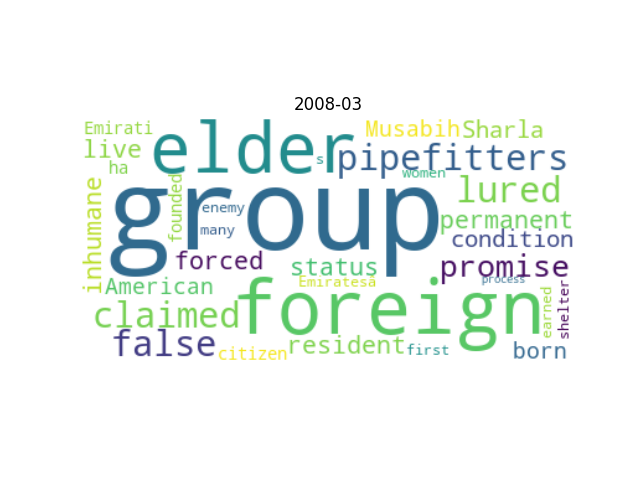 2008-03
Emirati
elder
Musabih
Sharla
live
ha
s
pipefitters
women
group
lured
inhumane
founded
enemy
many
permanent
condition
forced
status
promise
American
Emiratesâ
process
claimed
foreign
earned
shelter
false
citizen
resident
first
born